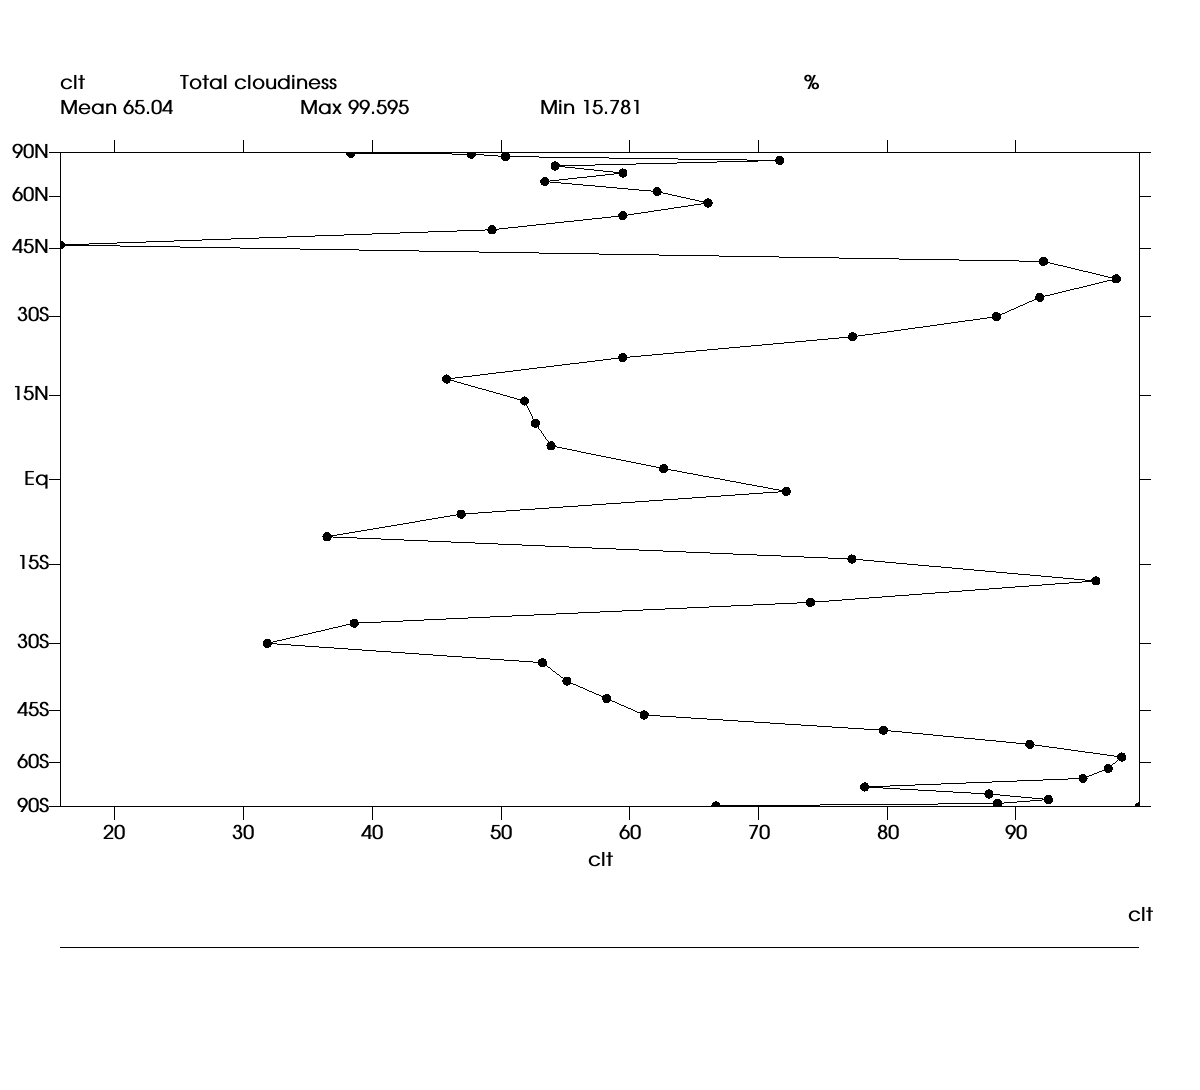 clt Total cloudiness %
Mean 65.04 Max 99.595 Min 15.781
90N
60N
45N
30S
15N
Eq
15S
30S
45S
60S
90S
20 30 40 50 60 70 80 90
clt
clt